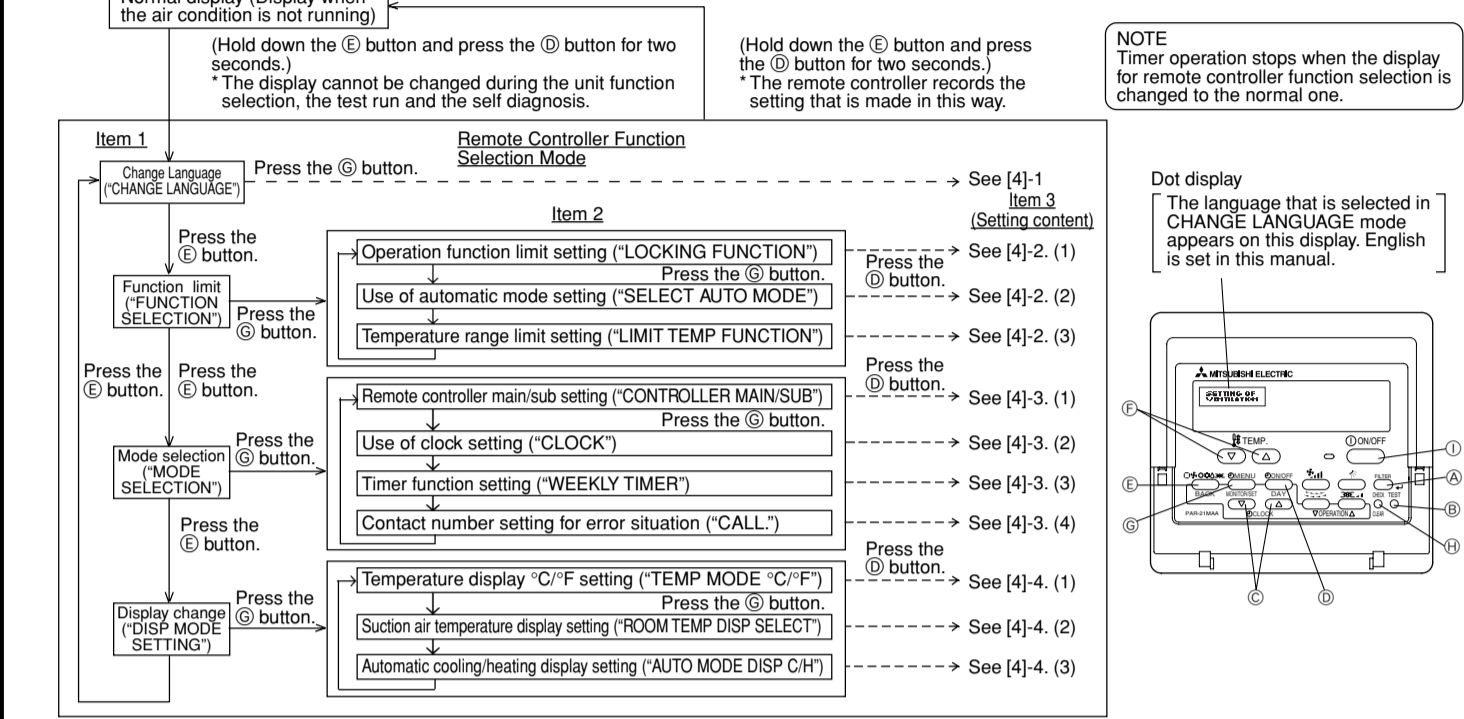 Normal display (Display when
the air condition is not running)
(Hold down the Ⓔ button and press the Ⓓ button for two
seconds.)
* The display cannot be changed during the unit function
selection, the test run and the self diagnosis.
(Hold down the Ⓔ button and press
the Ⓓ button for two seconds.)
* The remote controller records the
setting that is made in this way.
NOTE
Timer operation stops when the display
for remote controller function selection is
changed to the normal one.
Item 1
Remote Controller Function
Selection Mode
Change Language
("CHANGE LANGUAGE")
Press the Ⓖ button.
See [4]-1
Item 2
Item 3
(Setting content)
Press the
Ⓔ button.
Function limit
("FUNCTION
SELECTION")
Press the
Ⓖ button.
Operation function limit setting ("LOCKING FUNCTION")
Press the Ⓖ button.
Use of automatic mode setting ("SELECT AUTO MODE")
Temperature range limit setting ("LIMIT TEMP FUNCTION")
Press the
Ⓓ button.
See [4]-2. (1)
See [4]-2. (2)
See [4]-2. (3)
Press the
Ⓔ button.
Press the
Ⓔ button.
Mode selection
("MODE
SELECTION")
Press the
Ⓖ button.
Remote controller main/sub setting ("CONTROLLER MAIN/SUB")
Press the Ⓖ button.
Use of clock setting ("CLOCK")
Timer function setting ("WEEKLY TIMER")
Contact number setting for error situation ("CALL.")
Press the
Ⓓ button.
See [4]-3. (1)
See [4]-3. (2)
See [4]-3. (3)
See [4]-3. (4)
Press the
Ⓔ button.
Display change
("DISP MODE
SETTING")
Press the
Ⓖ button.
Temperature display °C/°F setting ("TEMP MODE °C/°F")
Press the Ⓖ button.
Suction air temperature display setting ("ROOM TEMP DISP SELECT")
Automatic cooling/heating display setting ("AUTO MODE DISP C/H")
Press the
Ⓓ button.
See [4]-4. (1)
See [4]-4. (2)
See [4]-4. (3)
Dot display
The language that is selected in
CHANGE LANGUAGE mode
appears on this display. English
is set in this manual.
MITSUBISHI ELECTRIC
SETTING OF
VENTILATION
TEMP.
ON/OFF
MENU
ON/OFF
FILTER
BACK
MONITOR/SET
DAY
CHECK TEST
PAR-21MAA
CLOCK
OPERATION
CLEAR
Ⓕ
Ⓔ
Ⓖ
Ⓒ
Ⓓ
Ⓘ
Ⓐ
Ⓑ
Ⓗ